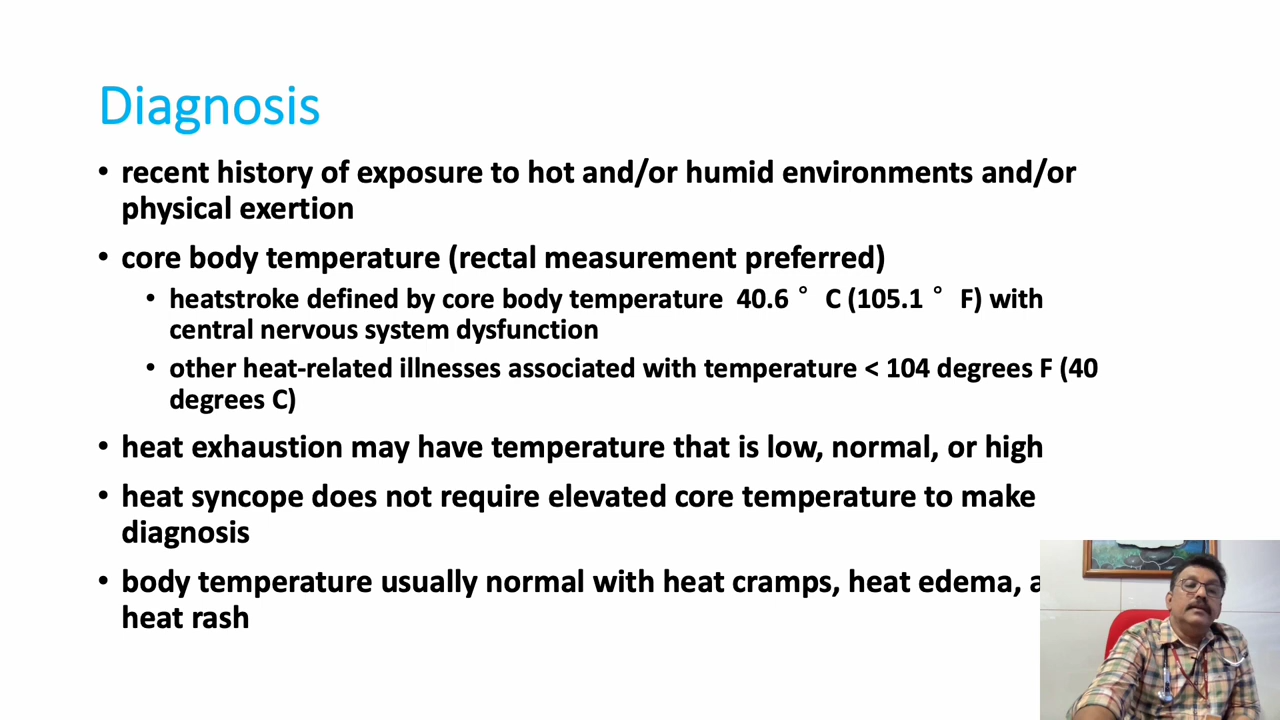 Diagnosis
• recent history of exposure to hot and/or humid environments and/or
physical exertion
• core body temperature (rectal measurement preferred)
• heatstroke defined by core body temperature 40.6 ° C (105.1 ° F) with
central nervous system dysfunction
• other heat-related illnesses associated with temperature < 104 degrees F (40
degrees C)
• heat exhaustion may have temperature that is low, normal, or high
• heat syncope does not require elevated core temperature to make
diagnosis
• body temperature usually normal with heat cramps, heat edema,
heat rash